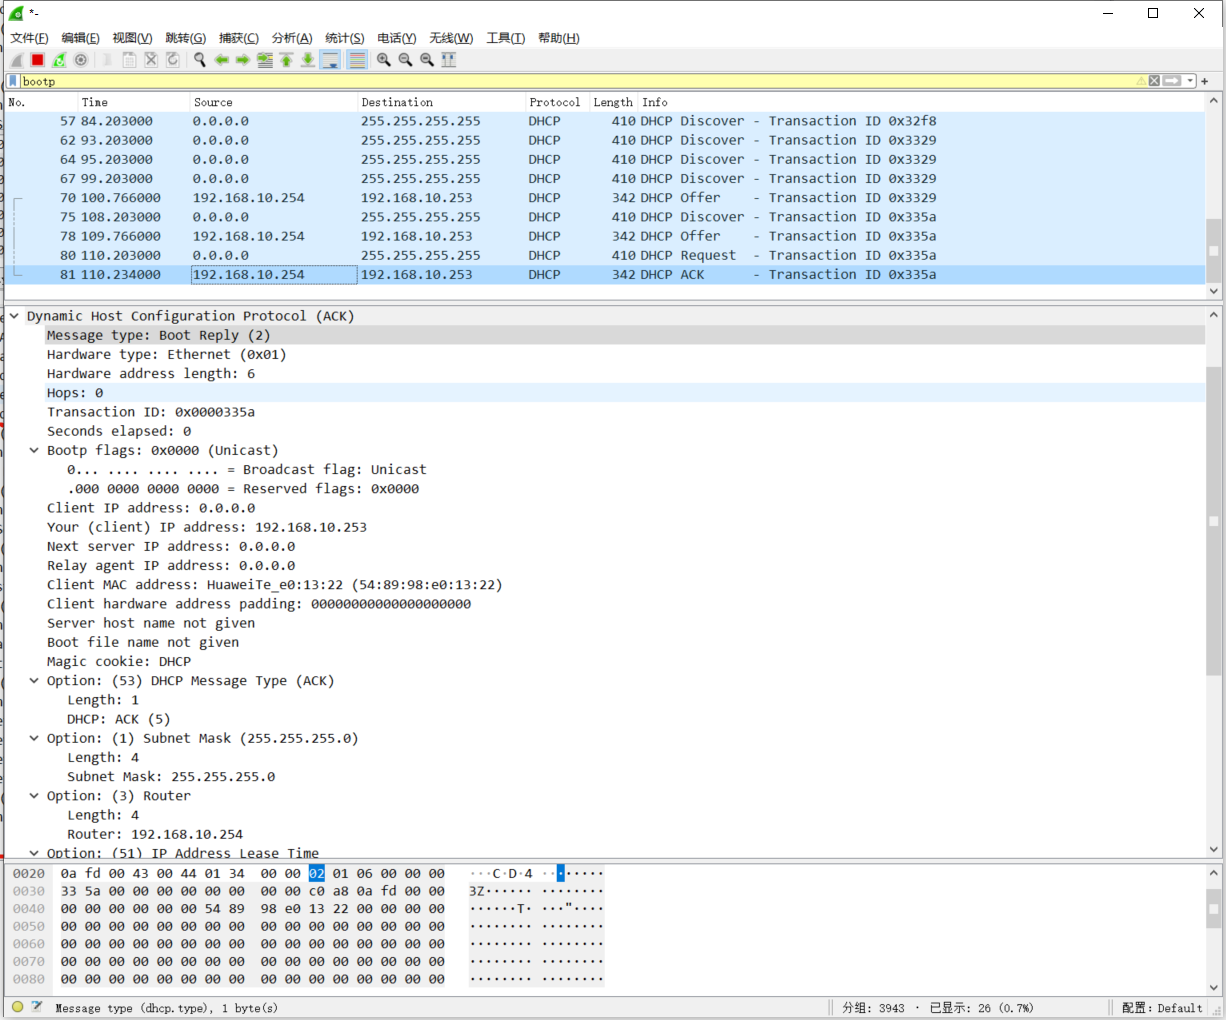 *-
文件(F) 编辑(E) 视图(V) 跳转(G) 捕获(C) 分析(A) 统计(S) 电话(Y) 无线(W) 工具(T) 帮助(H)
bootp
No. Time Source Destination Protocol Length Info
57 84.203000 0.0.0.0 255.255.255.255 DHCP 410 DHCP Discover - Transaction ID 0x32f8
62 93.203000 0.0.0.0 255.255.255.255 DHCP 410 DHCP Discover - Transaction ID 0x3329
64 95.203000 0.0.0.0 255.255.255.255 DHCP 410 DHCP Discover - Transaction ID 0x3329
67 99.203000 0.0.0.0 255.255.255.255 DHCP 410 DHCP Discover - Transaction ID 0x3329
70 100.766000 192.168.10.254 192.168.10.253 DHCP 342 DHCP Offer - Transaction ID 0x3329
75 108.203000 0.0.0.0 255.255.255.255 DHCP 410 DHCP Discover - Transaction ID 0x335a
78 109.766000 192.168.10.254 192.168.10.253 DHCP 342 DHCP Offer - Transaction ID 0x335a
80 110.203000 0.0.0.0 255.255.255.255 DHCP 410 DHCP Request - Transaction ID 0x335a
81 110.234000 192.168.10.254 192.168.10.253 DHCP 342 DHCP ACK - Transaction ID 0x335a
Dynamic Host Configuration Protocol (ACK)
Message type: Boot Reply (2)
Hardware type: Ethernet (0x01)
Hardware address length: 6
Hops: 0
Transaction ID: 0x0000335a
Seconds elapsed: 0
Bootp flags: 0x0000 (Unicast)
0... .... .... .... = Broadcast flag: Unicast
.000 0000 0000 0000 = Reserved flags: 0x0000
Client IP address: 0.0.0.0
Your (client) IP address: 192.168.10.253
Next server IP address: 0.0.0.0
Relay agent IP address: 0.0.0.0
Client MAC address: HuaweiTe_e0:13:22 (54:89:98:e0:13:22)
Client hardware address padding: 00000000000000000000
Server host name not given
Boot file name not given
Magic cookie: DHCP
Option: (53) DHCP Message Type (ACK)
Length: 1
DHCP: ACK (5)
Option: (1) Subnet Mask (255.255.255.0)
Length: 4
Subnet Mask: 255.255.255.0
Option: (3) Router
Length: 4
Router: 192.168.10.254
Option: (51) IP Address Lease Time
0020 0a fd 00 43 00 44 01 34 00 00 02 01 06 00 00 00 ···C·D·4 ········
0030 33 5a 00 00 00 00 00 00 00 00 c0 a8 0a fd 00 00 3Z······ ········
0040 00 00 00 00 00 00 54 89 98 e0 13 22 00 00 00 00 ······T· ···"····
0050 00 00 00 00 00 00 00 00 00 00 00 00 00 00 00 00 ········ ········
0060 00 00 00 00 00 00 00 00 00 00 00 00 00 00 00 00 ········ ········
0070 00 00 00 00 00 00 00 00 00 00 00 00 00 00 00 00 ········ ········
0080 00 00 00 00 00 00 00 00 00 00 00 00 00 00 00 00 ········ ········
Message type (dhcp.type), 1 byte(s) 分组: 3943 · 已显示: 26 (0.7%) 配置: Default